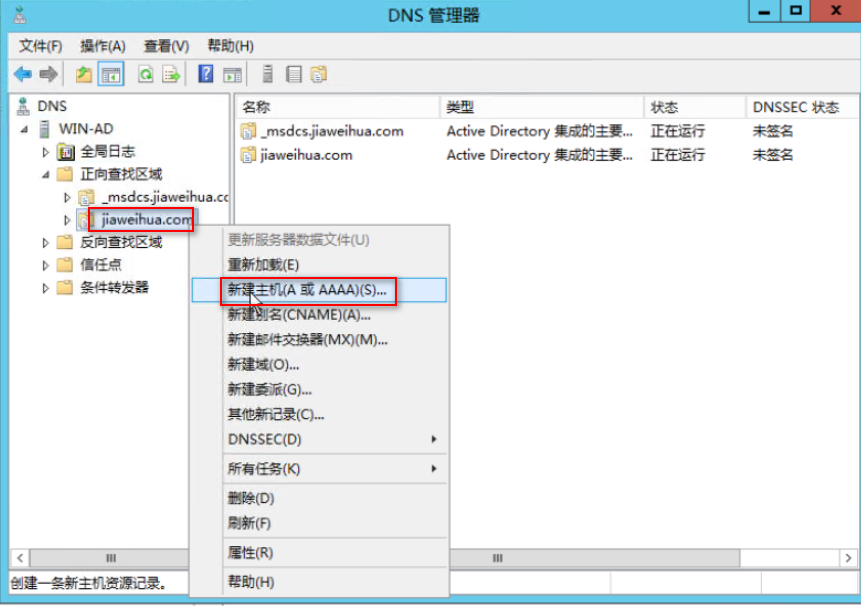 DNS 管理器
文件(F) 操作(A) 查看(V) 帮助(H)
DNS
WIN-AD
全局日志
正向查找区域
_msdcs.jiaweihua.cc
jiaweihua.com
反向查找区域
信任点
条件转发器
名称 类型 状态 DNSSEC 状态
_msdcs.jiaweihua.com Active Directory 集成的主要... 正在运行 未签名
jiaweihua.com Active Directory 集成的主要... 正在运行 未签名
更新服务器数据文件(U)
重新加载(E)
新建主机(A 或 AAAA)(S)...
新建别名(CNAME)(A)...
新建邮件交换器(MX)(M)...
新建域(O)...
新建委派(G)...
其他新记录(C)...
DNSSEC(D)
所有任务(K)
删除(D)
刷新(F)
属性(R)
帮助(H)
创建一条新主机资源记录。